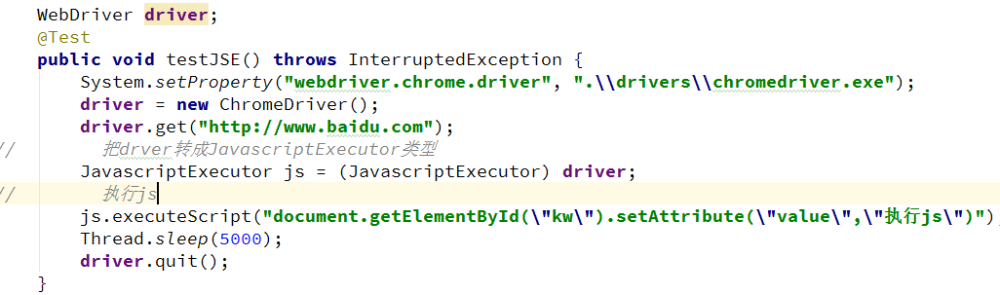 WebDriver driver;
@Test
public void testJSE() throws InterruptedException {
System.setProperty("webdriver.chrome.driver", ".\\drivers\\chromedriver.exe");
driver = new ChromeDriver();
driver.get("http://www.baidu.com");
// 把drver转成JavascriptExecutor类型
JavascriptExecutor js = (JavascriptExecutor) driver;
// 执行js
js.executeScript("document.getElementById(\"kw\").setAttribute(\"value\",\"执行js\")")
Thread.sleep(5000);
driver.quit();
}